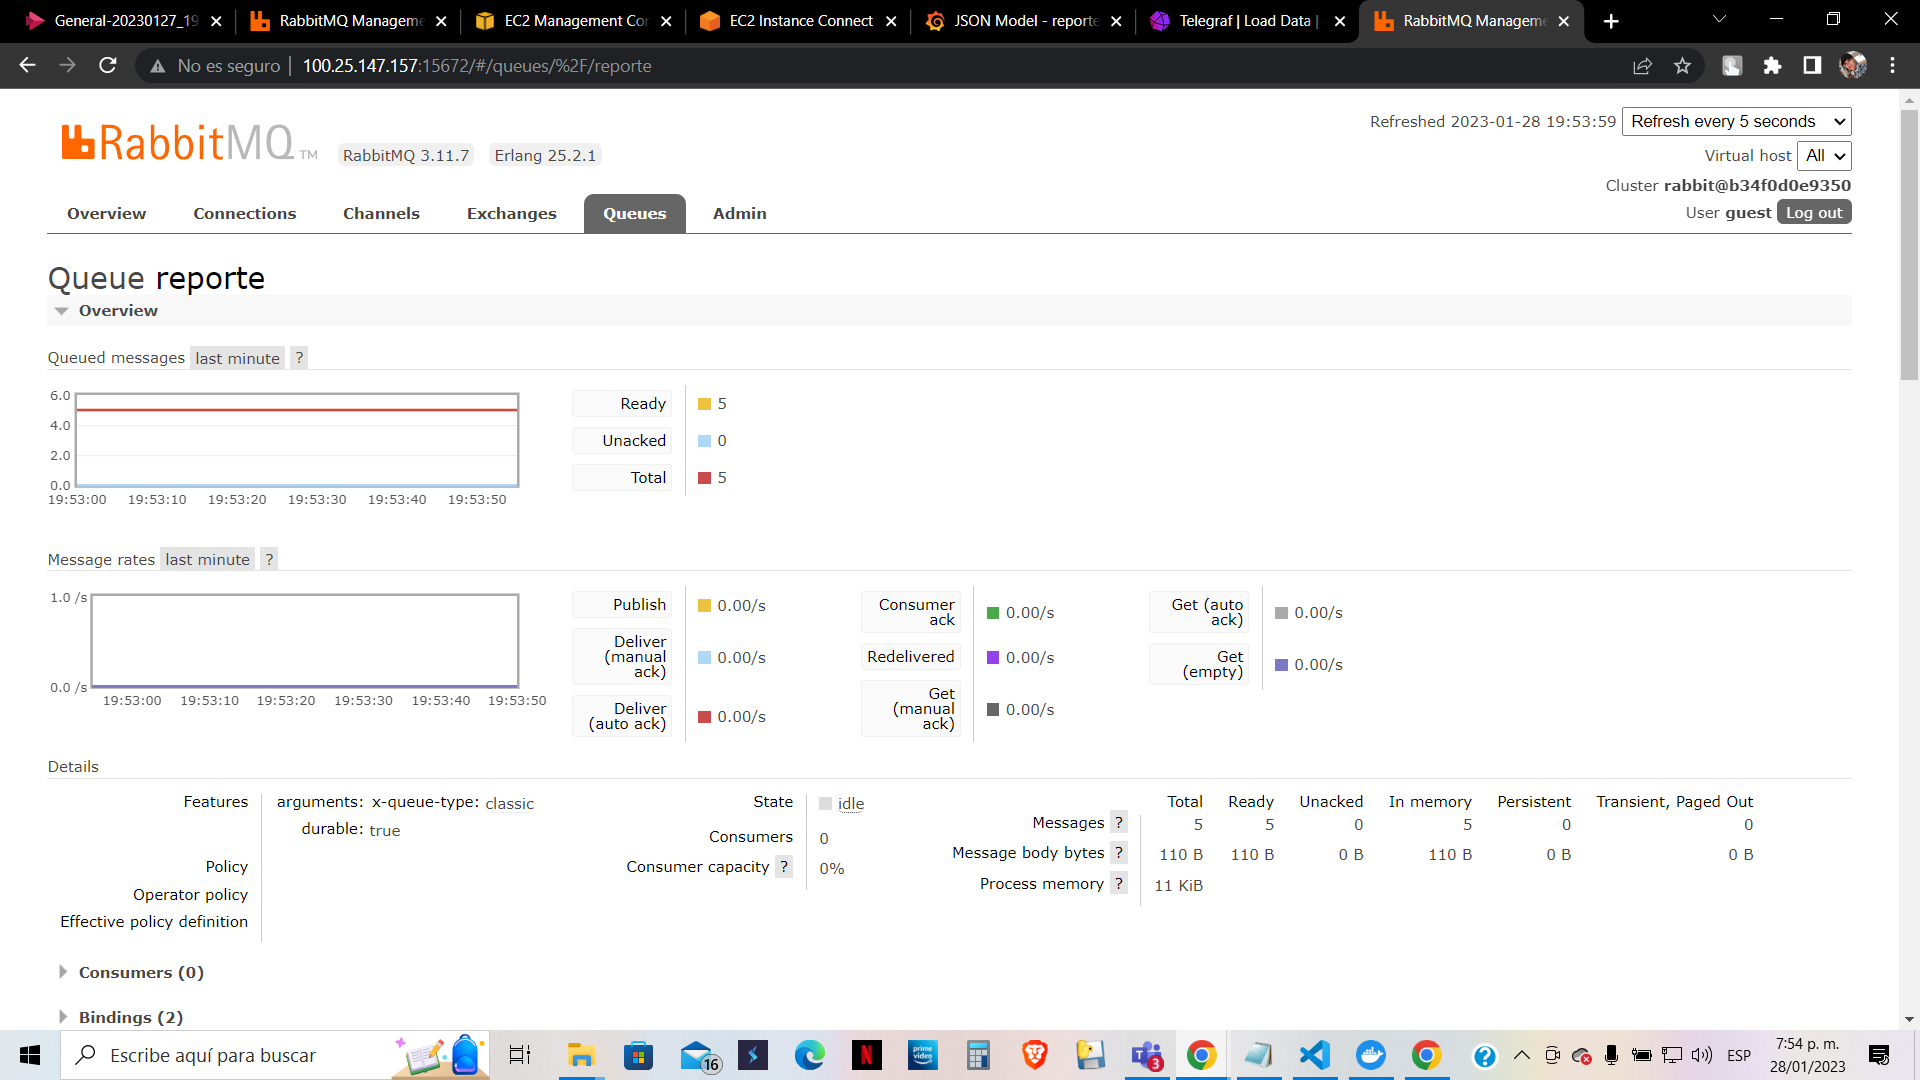 General-20230127_19
RabbitMQ Manageme
EC2 Management Con
EC2 Instance Connect
JSON Model - reporte
Telegraf | Load Data |
RabbitMQ Manageme
No es seguro | 100.25.147.157:15672/#/queues/%2F/reporte
RabbitMQ TM
RabbitMQ 3.11.7
Erlang 25.2.1
Refreshed 2023-01-28 19:53:59 Refresh every 5 seconds
Virtual host All
Cluster rabbit@b34f0d0e9350
User guest Log out
Overview
Connections
Channels
Exchanges
Queues
Admin
Queue reporte
Overview
Queued messages last minute ?
6.0
4.0
2.0
0.0
19:53:00 19:53:10 19:53:20 19:53:30 19:53:40 19:53:50
Ready 5
Unacked 0
Total 5
Message rates last minute ?
1.0 /s
0.0 /s
19:53:00 19:53:10 19:53:20 19:53:30 19:53:40 19:53:50
Publish 0.00/s
Deliver (manual ack) 0.00/s
Deliver (auto ack) 0.00/s
Consumer ack 0.00/s
Redelivered 0.00/s
Get (manual ack) 0.00/s
Get (auto ack) 0.00/s
Get (empty) 0.00/s
Details
Features
arguments: x-queue-type: classic
durable: true
Policy
Operator policy
Effective policy definition
State idle
Consumers 0
Consumer capacity ? 0%
Total Ready Unacked In memory Persistent Transient, Paged Out
Messages ? 5 5 0 5 0 0
Message body bytes ? 110 B 110 B 0 B 110 B 0 B 0 B
Process memory ? 11 KiB
Consumers (0)
Bindings (2)
Escribe aquí para buscar
16
N
prime video
3
ESP
7:54 p. m.
28/01/2023